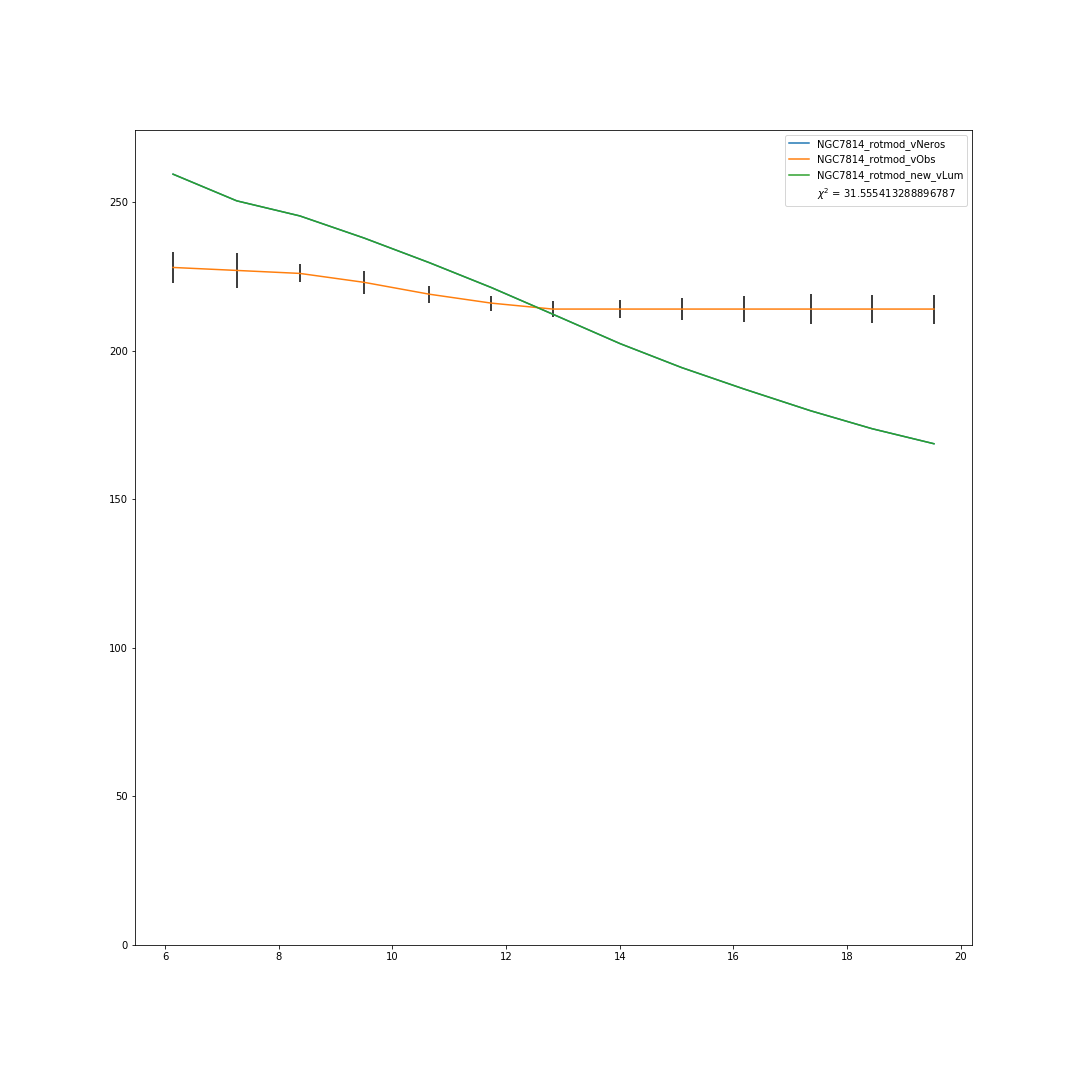 NGC7814_rotmod_vNeros
NGC7814_rotmod_vObs
NGC7814_rotmod_new_vLum
χ² = 31.555413288896787
250
200
150
100
50
0
6 8 10 12 14 16 18 20